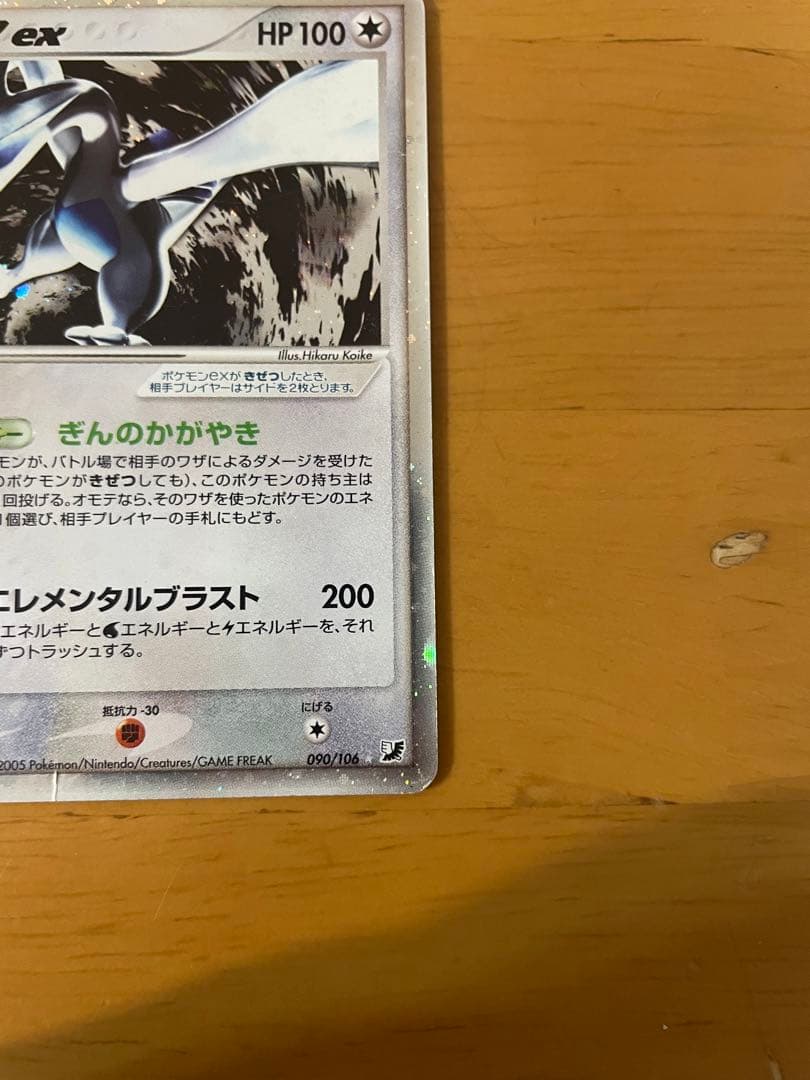 ex HP100
Illus.Hikaru Koike
ポケモンexが きぜつしたとき、
相手プレイヤーはサイドを2枚とります。
ー ぎんのかがやき
モンが、バトル場で相手のワザによるダメージを受けた
のポケモンがきぜつしても)、このポケモンの持ち主は
回投げる。オモテなら、そのワザを使ったポケモンのエネ
1個選び、相手プレイヤーの手札にもどす。
エレメンタルブラスト 200
エネルギーとエネルギーとエネルギーを、それ
ずつトラッシュする。
抵抗力 -30 にげる
2005 Pokémon/Nintendo/Creatures/GAME FREAK 090/106